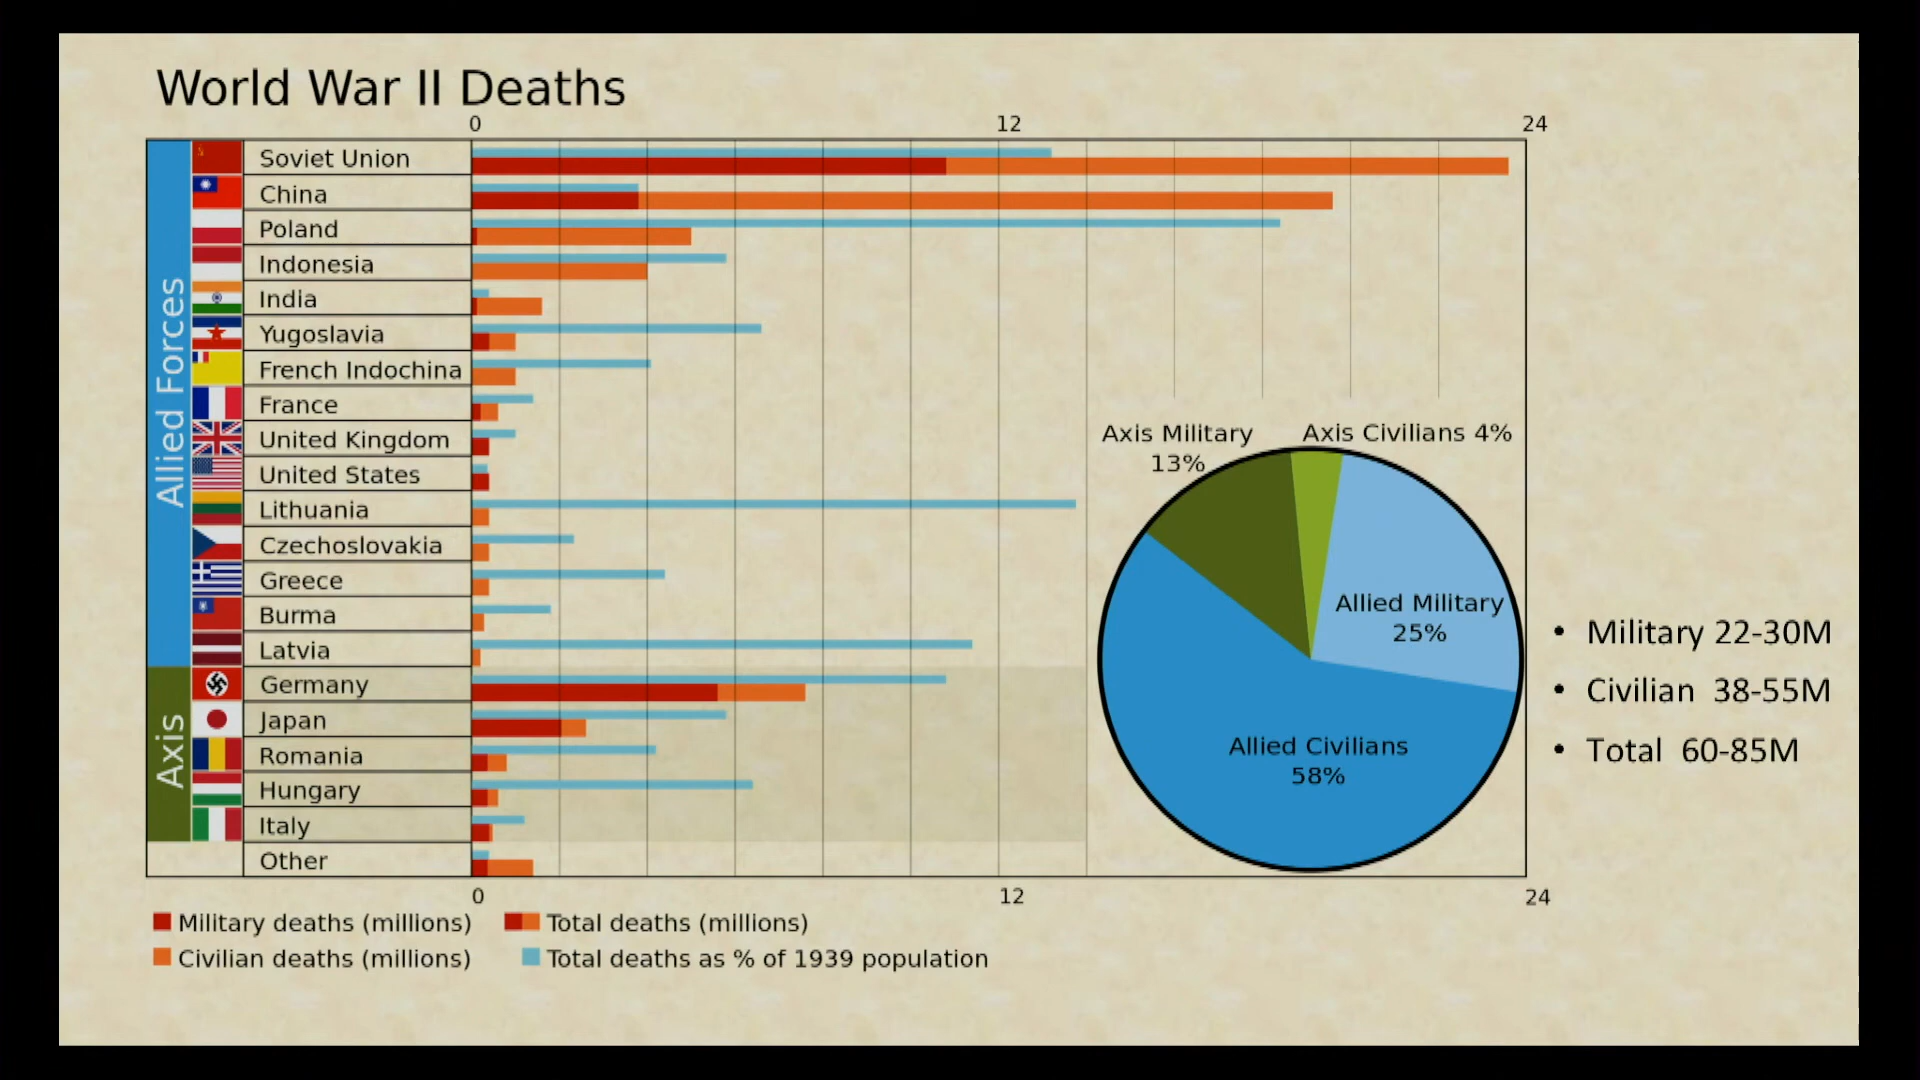 World War II Deaths
0 12 24
Allied Forces
Soviet Union
China
Poland
Indonesia
India
Yugoslavia
French Indochina
France
United Kingdom
United States
Lithuania
Czechoslovakia
Greece
Burma
Latvia
Axis
Germany
Japan
Romania
Hungary
Italy
Other
0 12 24
Military deaths (millions)
Total deaths (millions)
Civilian deaths (millions)
Total deaths as % of 1939 population
Axis Military
13%
Axis Civilians 4%
Allied Military
25%
Allied Civilians
58%
• Military 22-30M
• Civilian 38-55M
• Total 60-85M